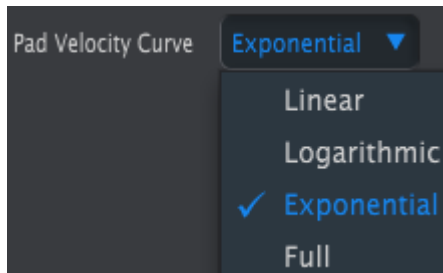 Pad Velocity Curve Exponential
Linear
Logarithmic
Exponential
Full